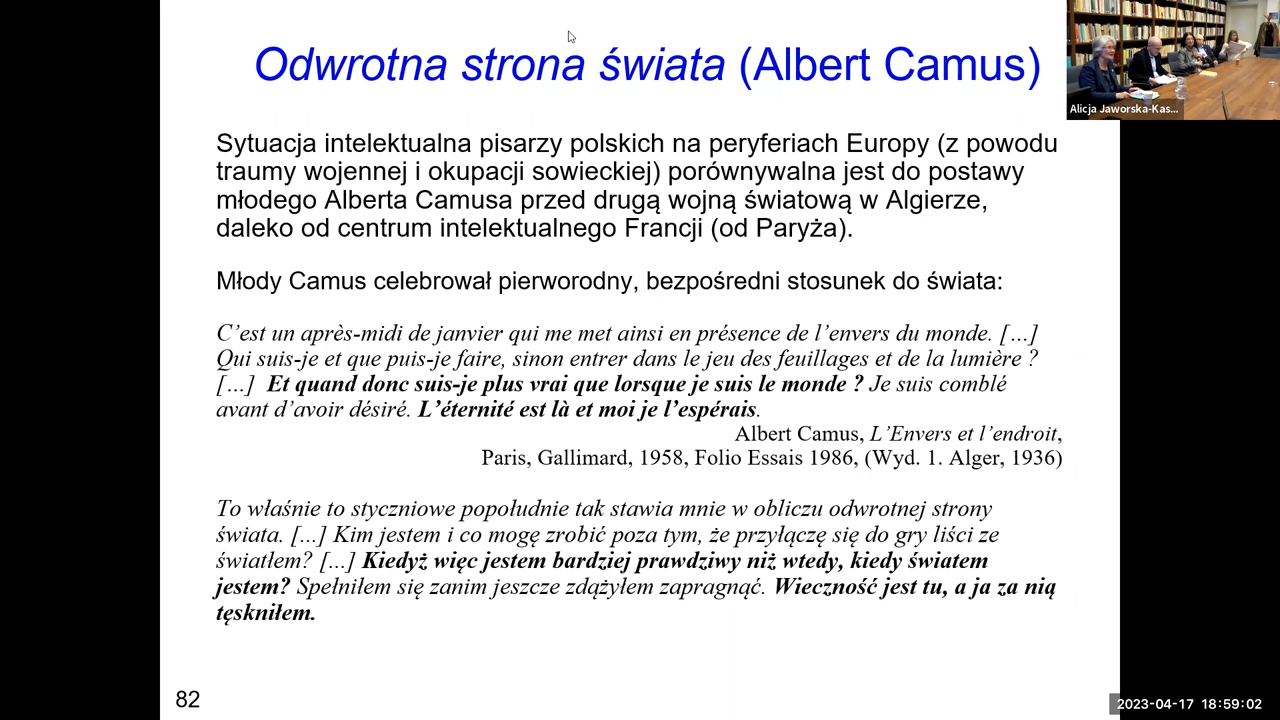 Odwrotna strona świata (Albert Camus)
Alicja Jaworska-Kas...
Sytuacja intelektualna pisarzy polskich na peryferiach Europy (z powodu
traumy wojennej i okupacji sowieckiej) porównywalna jest do postawy
młodego Alberta Camusa przed drugą wojną światową w Algierze,
daleko od centrum intelektualnego Francji (od Paryża).
Młody Camus celebrował pierworodny, bezpośredni stosunek do świata:
C’est un après-midi de janvier qui me met ainsi en présence de l’envers du monde. […]
Qui suis-je et que puis-je faire, sinon entrer dans le jeu des feuillages et de la lumière ?
[…] Et quand donc suis-je plus vrai que lorsque je suis le monde ? Je suis comblé
avant d’avoir désiré. L’éternité est là et moi je l’espérais.
Albert Camus, L’Envers et l’endroit,
Paris, Gallimard, 1958, Folio Essais 1986, (Wyd. 1. Alger, 1936)
To właśnie to styczniowe popołudnie tak stawia mnie w obliczu odwrotnej strony
świata. [...] Kim jestem i co mogę zrobić poza tym, że przyłączę się do gry liści ze
światłem? [...] Kiedyż więc jestem bardziej prawdziwy niż wtedy, kiedy światem
jestem? Spełniłem się zanim jeszcze zdążyłem zapragnąć. Wieczność jest tu, a ja za nią
tęskniłem.
82
2023-04-17 18:59:02